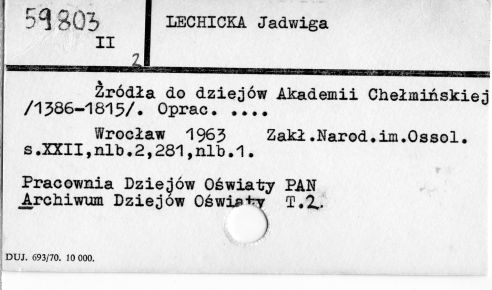 59803
II
2
LECHICKA Jadwiga
Źródła do dziejów Akademii Chełmińskiej
/1386-1815/. Oprac. ....
Wrocław 1963 Zakł.Narod.im.Ossol.
s.XXII,nlb.2,281,nlb.1.
Pracownia Dziejów Oświaty PAN
Archiwum Dziejów Oświaty T.2.
DUJ. 693/70. 10 000.